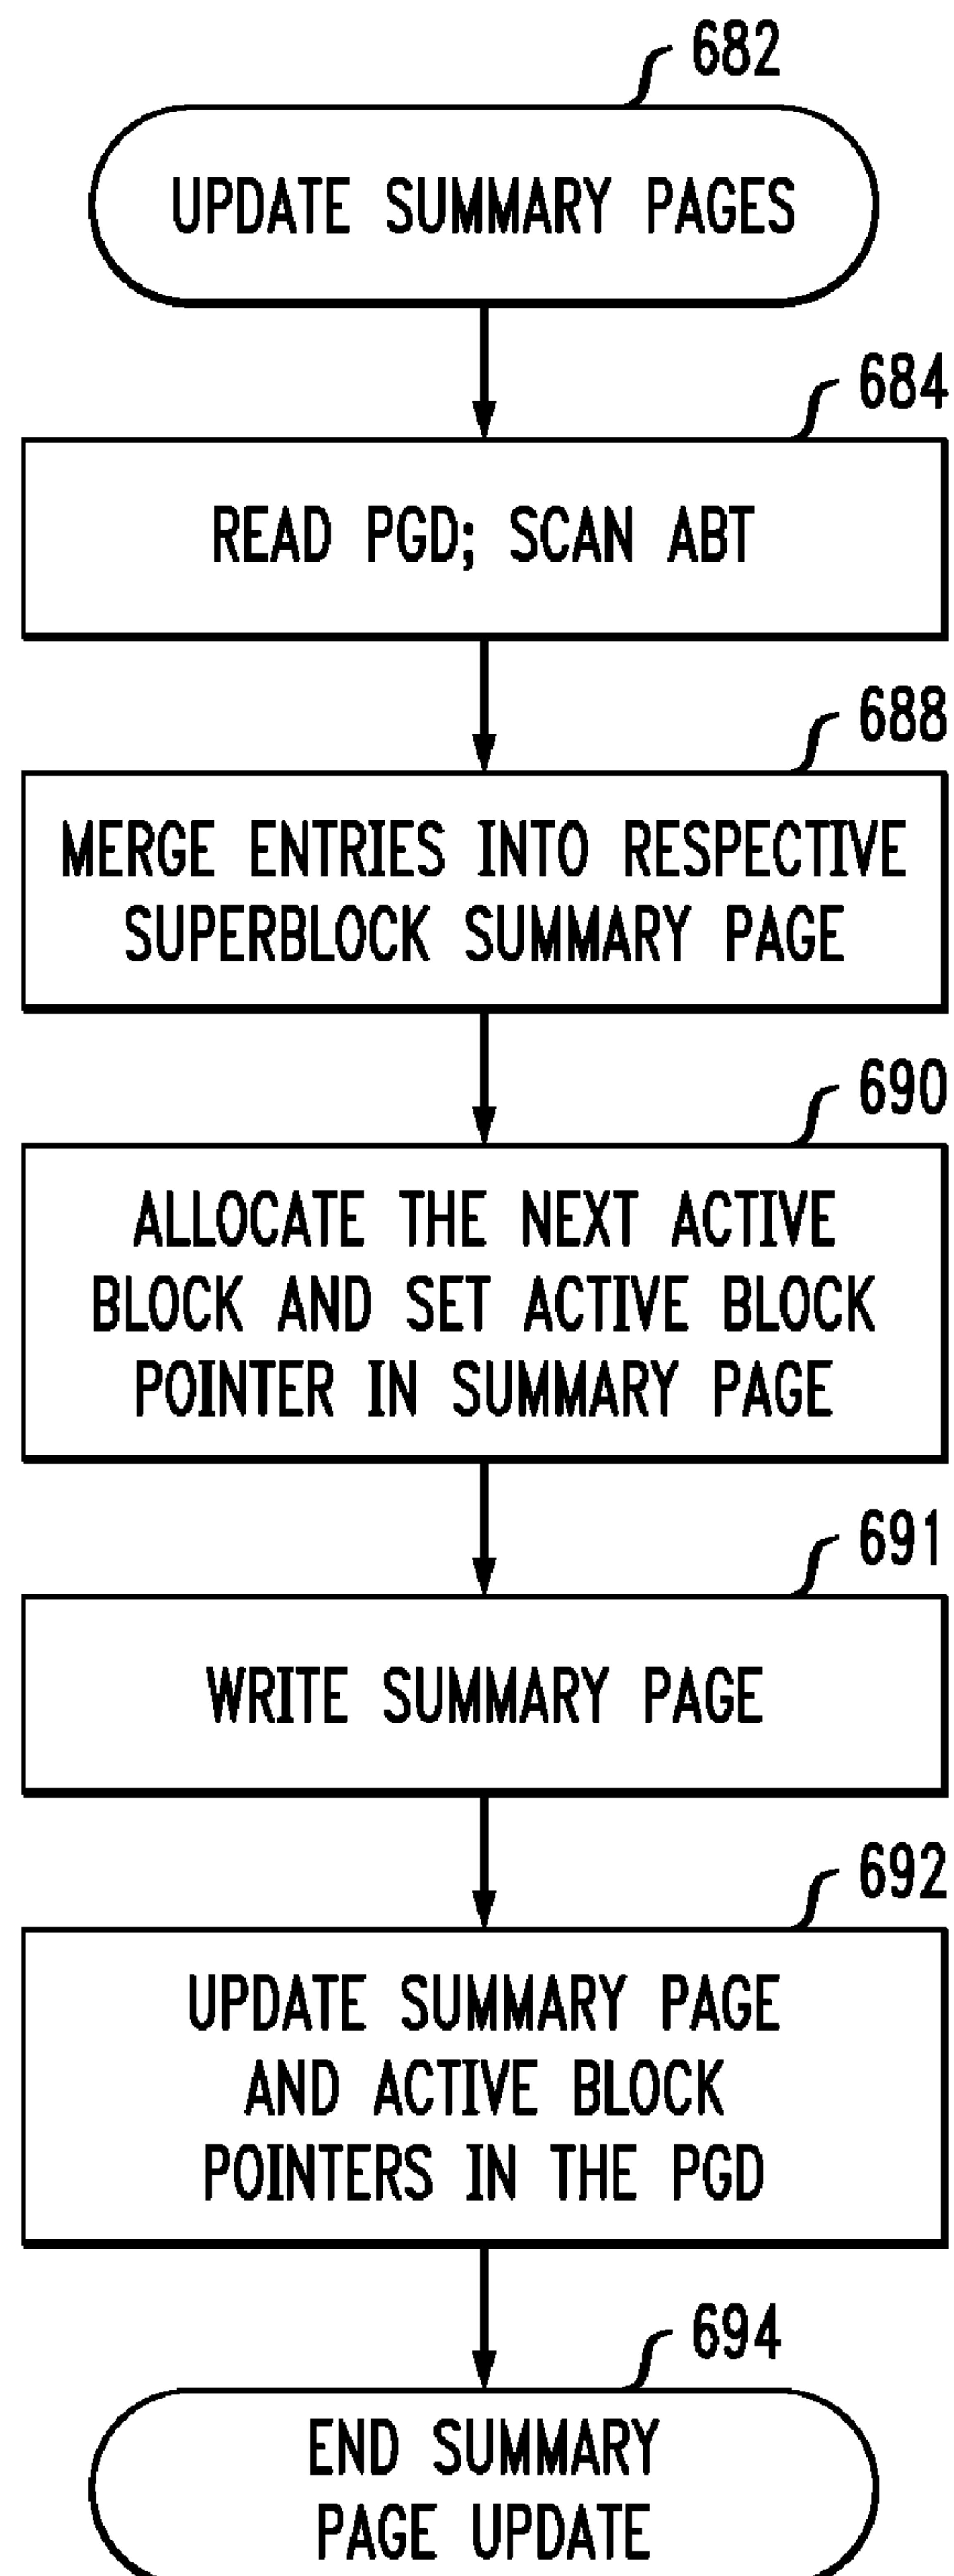 682
UPDATE SUMMARY PAGES
684
READ PGD; SCAN ABT
688
MERGE ENTRIES INTO RESPECTIVE
SUPERBLOCK SUMMARY PAGE
690
ALLOCATE THE NEXT ACTIVE
BLOCK AND SET ACTIVE BLOCK
POINTER IN SUMMARY PAGE
691
WRITE SUMMARY PAGE
692
UPDATE SUMMARY PAGE
AND ACTIVE BLOCK
POINTERS IN THE PGD
694
END SUMMARY
PAGE UPDATE